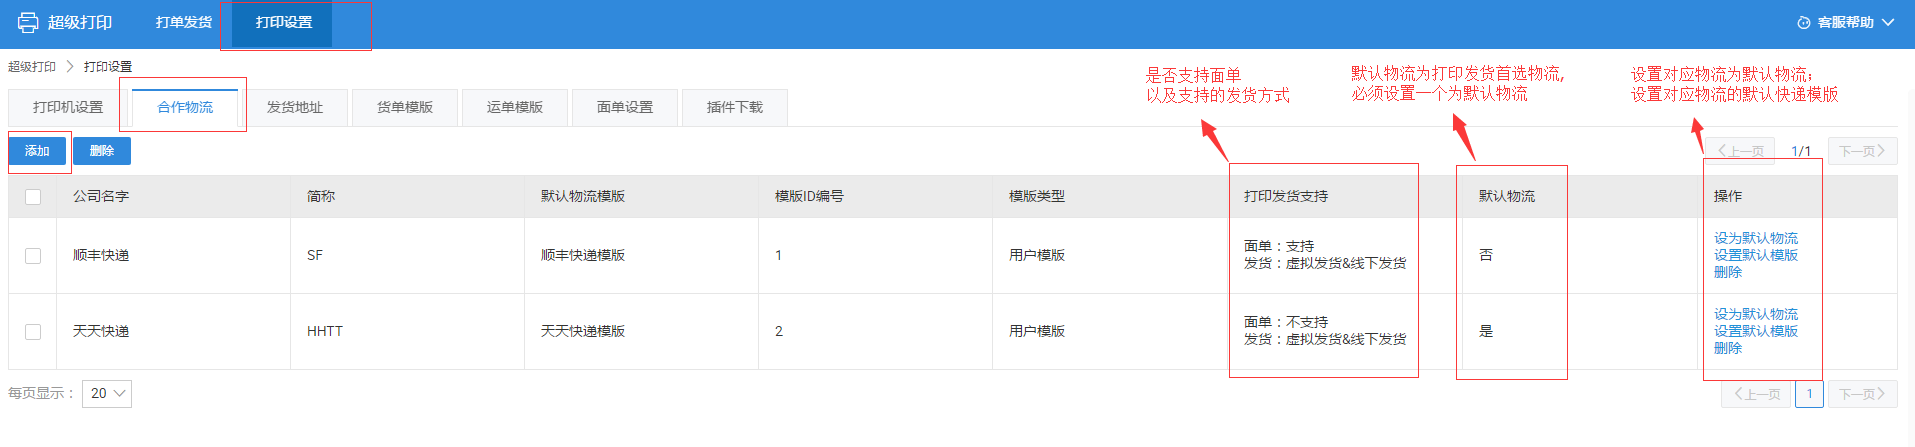 超级打印 打单发货 打印设置 客服帮助
超级打印 > 打印设置
是否支持面单
以及支持的发货方式
默认物流为打印发货首选物流,
必须设置一个为默认物流
设置对应物流为默认物流；
设置对应物流的默认快递模版
打印机设置 合作物流 发货地址 货单模版 运单模版 面单设置 插件下载
添加 删除 上一页 1/1 下一页
公司名字 简称 默认物流模版 模版ID编号 模版类型 打印发货支持 默认物流 操作
顺丰快递 SF 顺丰快递模版 1 用户模版
面单：支持
发货：虚拟发货&线下发货
否
设为默认物流
设置默认模版
删除
天天快递 HHTT 天天快递模版 2 用户模版
面单：不支持
发货：虚拟发货&线下发货
是
设为默认物流
设置默认模版
删除
每页显示： 20 上一页 1 下一页